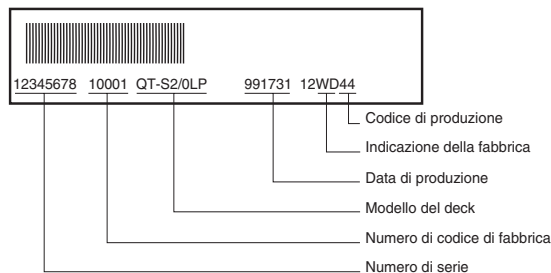 12345678 10001 QT-S2/0LP 991731 12WD44
Codice di produzione
Indicazione della fabbrica
Data di produzione
Modello del deck
Numero di codice di fabbrica
Numero di serie